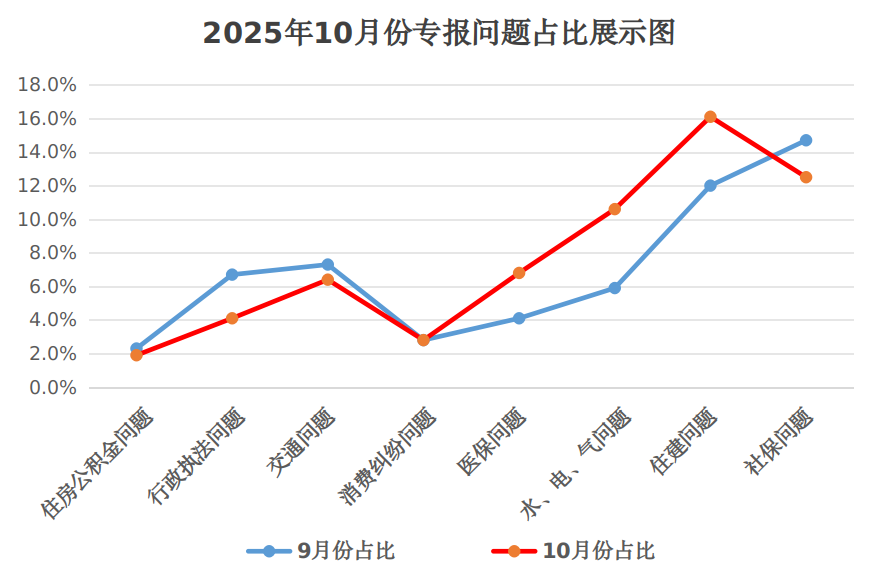 2025年10月份专报问题占比展示图
18.0%
16.0%
14.0%
12.0%
10.0%
8.0%
6.0%
4.0%
2.0%
0.0%
住房公积金问题
行政执法问题
交通问题
消费纠纷问题
医保问题
水、电、气问题
住建问题
社保问题
9月份占比
10月份占比